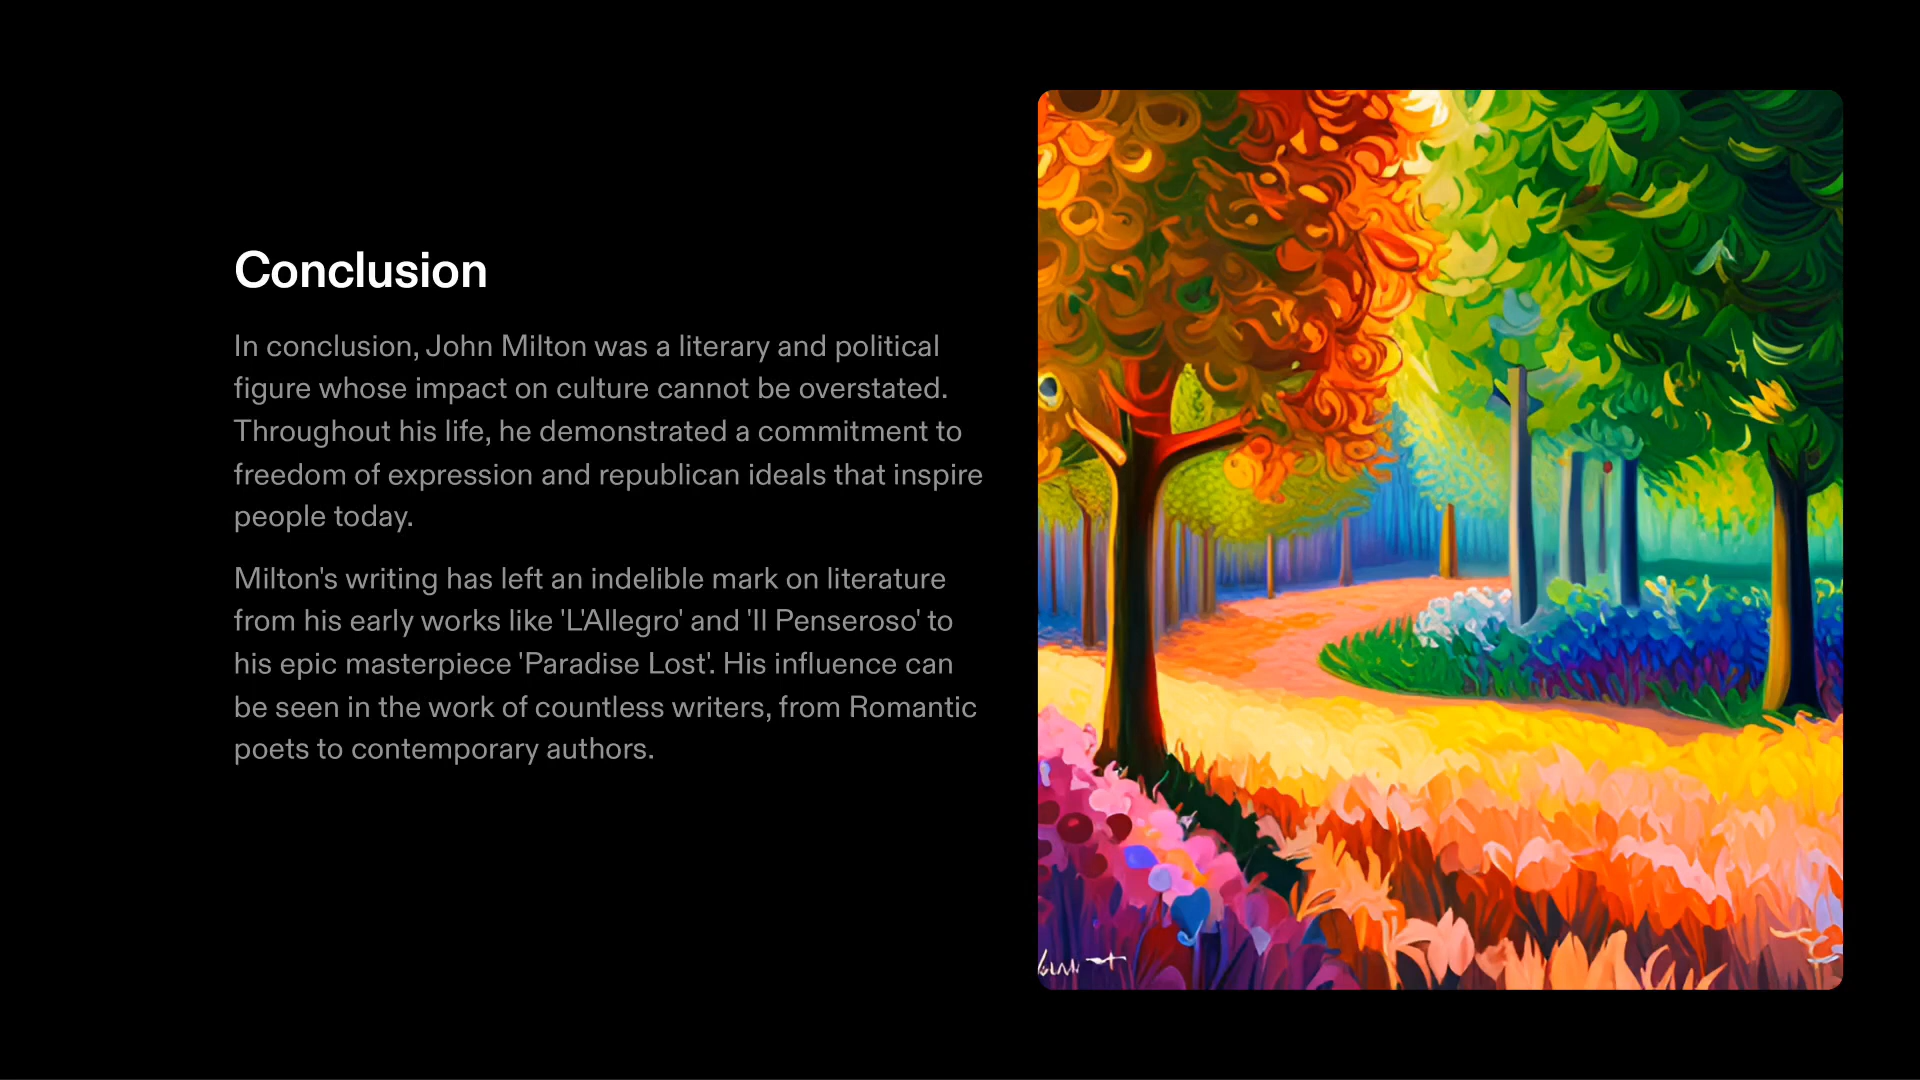 Conclusion
In conclusion, John Milton was a literary and political
figure whose impact on culture cannot be overstated.
Throughout his life, he demonstrated a commitment to
freedom of expression and republican ideals that inspire
people today.
Milton's writing has left an indelible mark on literature
from his early works like 'L'Allegro' and 'Il Penseroso' to
his epic masterpiece 'Paradise Lost'. His influence can
be seen in the work of countless writers, from Romantic
poets to contemporary authors.